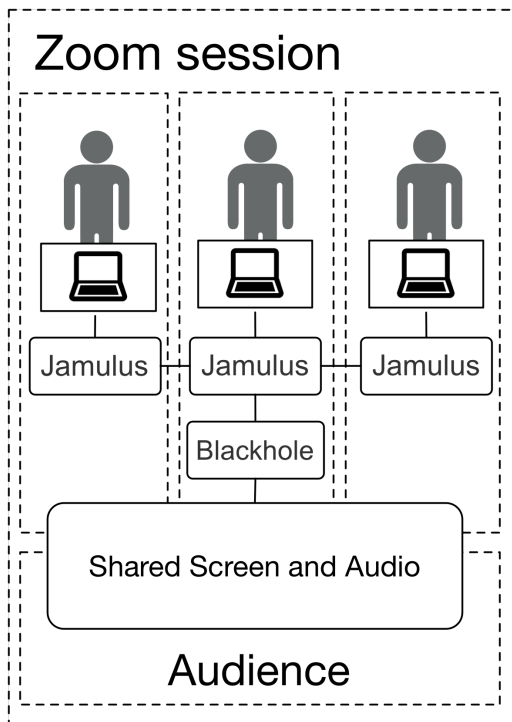 Zoom session
Jamulus
Jamulus
Jamulus
Blackhole
Shared Screen and Audio
Audience